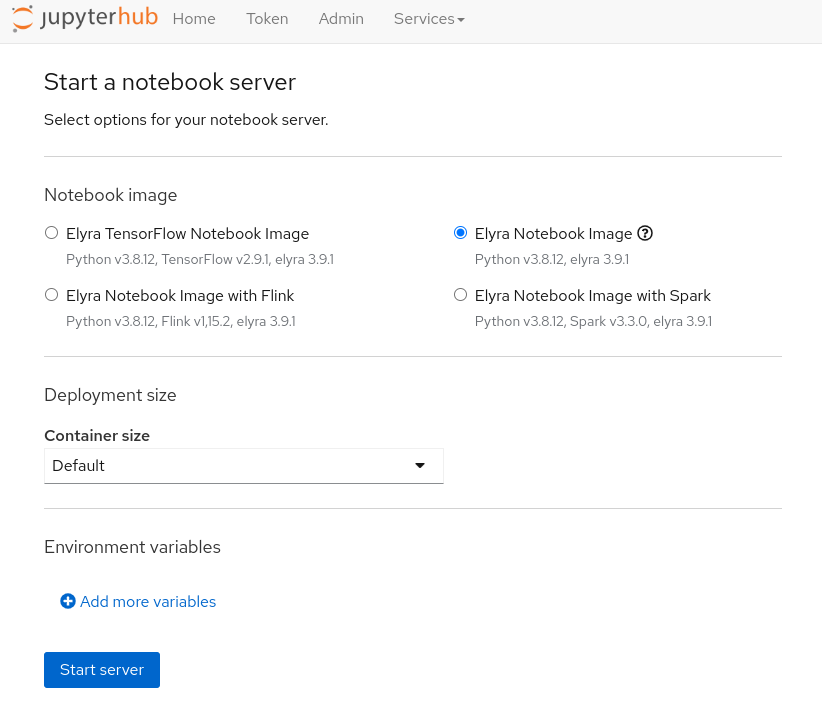 jupyterhub Home Token Admin Services
Start a notebook server
Select options for your notebook server.
Notebook image
Elyra TensorFlow Notebook Image
Python v3.8.12, TensorFlow v2.9.1, elyra 3.9.1
Elyra Notebook Image
Python v3.8.12, elyra 3.9.1
Elyra Notebook Image with Flink
Python v3.8.12, Flink v1,15.2, elyra 3.9.1
Elyra Notebook Image with Spark
Python v3.8.12, Spark v3.3.0, elyra 3.9.1
Deployment size
Container size
Default
Environment variables
Add more variables
Start server